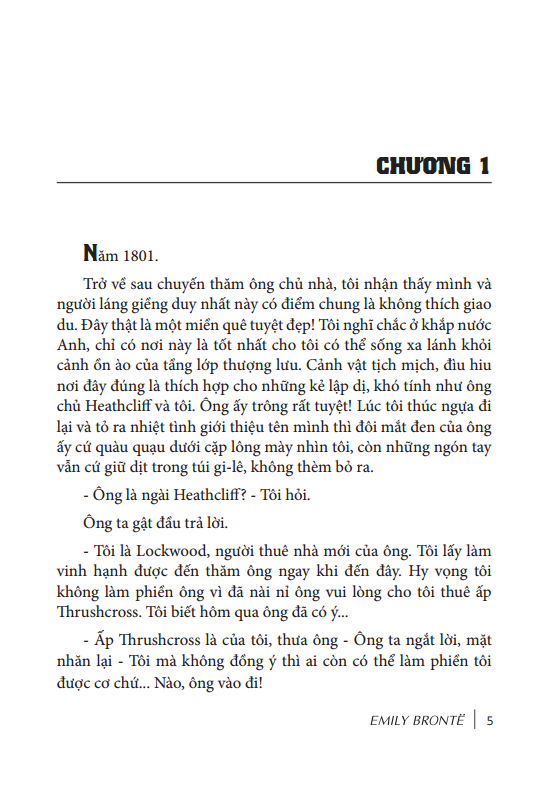 CHƯƠNG 1
Năm 1801.
Trở về sau chuyến thăm ông chủ nhà, tôi nhận thấy mình và
người láng giềng duy nhất này có điểm chung là không thích giao
du. Đây thật là một miền quê tuyệt đẹp! Tôi nghĩ chắc ở khắp nước
Anh, chỉ có nơi này là tốt nhất cho tôi có thể sống xa lánh khỏi
cảnh ồn ào của tầng lớp thượng lưu. Cảnh vật tịch mịch, đìu hiu
nơi đây đúng là thích hợp cho những kẻ lập dị, khó tính như ông
chủ Heathcliff và tôi. Ông ấy trông rất tuyệt! Lúc tôi thúc ngựa đi
lại và tỏ ra nhiệt tình giới thiệu tên mình thì đôi mắt đen của ông
ấy cứ quàu quạu dưới cặp lông mày nhìn tôi, còn những ngón tay
vẫn cứ giữ dịt trong túi gi-lê, không thèm bỏ ra.
- Ông là ngài Heathcliff? - Tôi hỏi.
Ông ta gật đầu trả lời.
- Tôi là Lockwood, người thuê nhà mới của ông. Tôi lấy làm
vinh hạnh được đến thăm ông ngay khi đến đây. Hy vọng tôi
không làm phiền ông vì đã nài nỉ ông vui lòng cho tôi thuê ấp
Thrushcross. Tôi biết hôm qua ông đã có ý...
- Ấp Thrushcross là của tôi, thưa ông - Ông ta ngắt lời, mặt
nhăn lại - Tôi mà không đồng ý thì ai còn có thể làm phiền tôi
được cơ chứ... Nào, ông vào đi!
EMILY BRONTË | 5